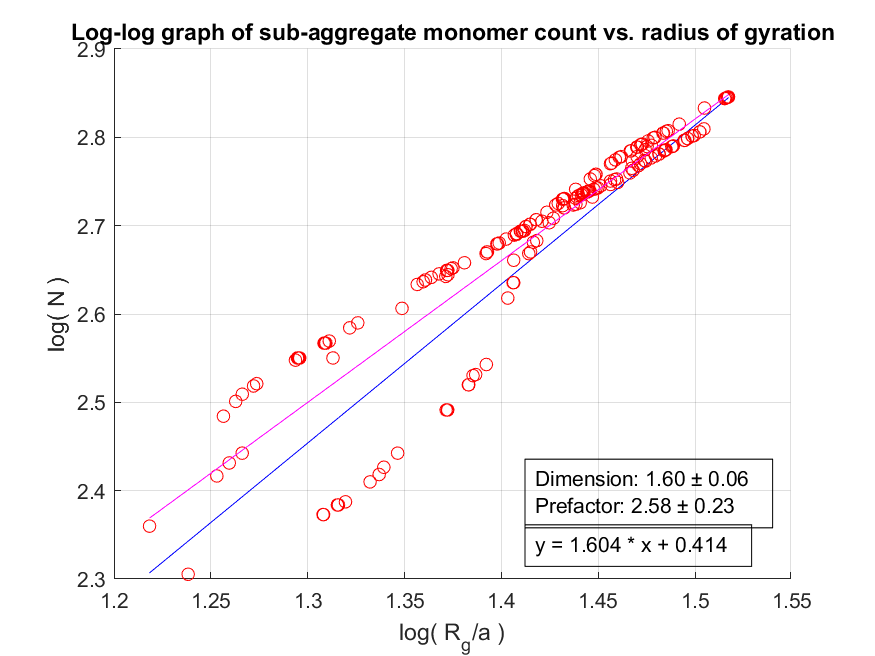 Log-log graph of sub-aggregate monomer count vs. radius of gyration
2.9
2.8
2.7
2.6
2.5
2.4
2.3
log( N )
Dimension: 1.60 ± 0.06
Prefactor: 2.58 ± 0.23
y = 1.604 * x + 0.414
1.2 1.25 1.3 1.35 1.4 1.45 1.5 1.55
log( Rg/a )